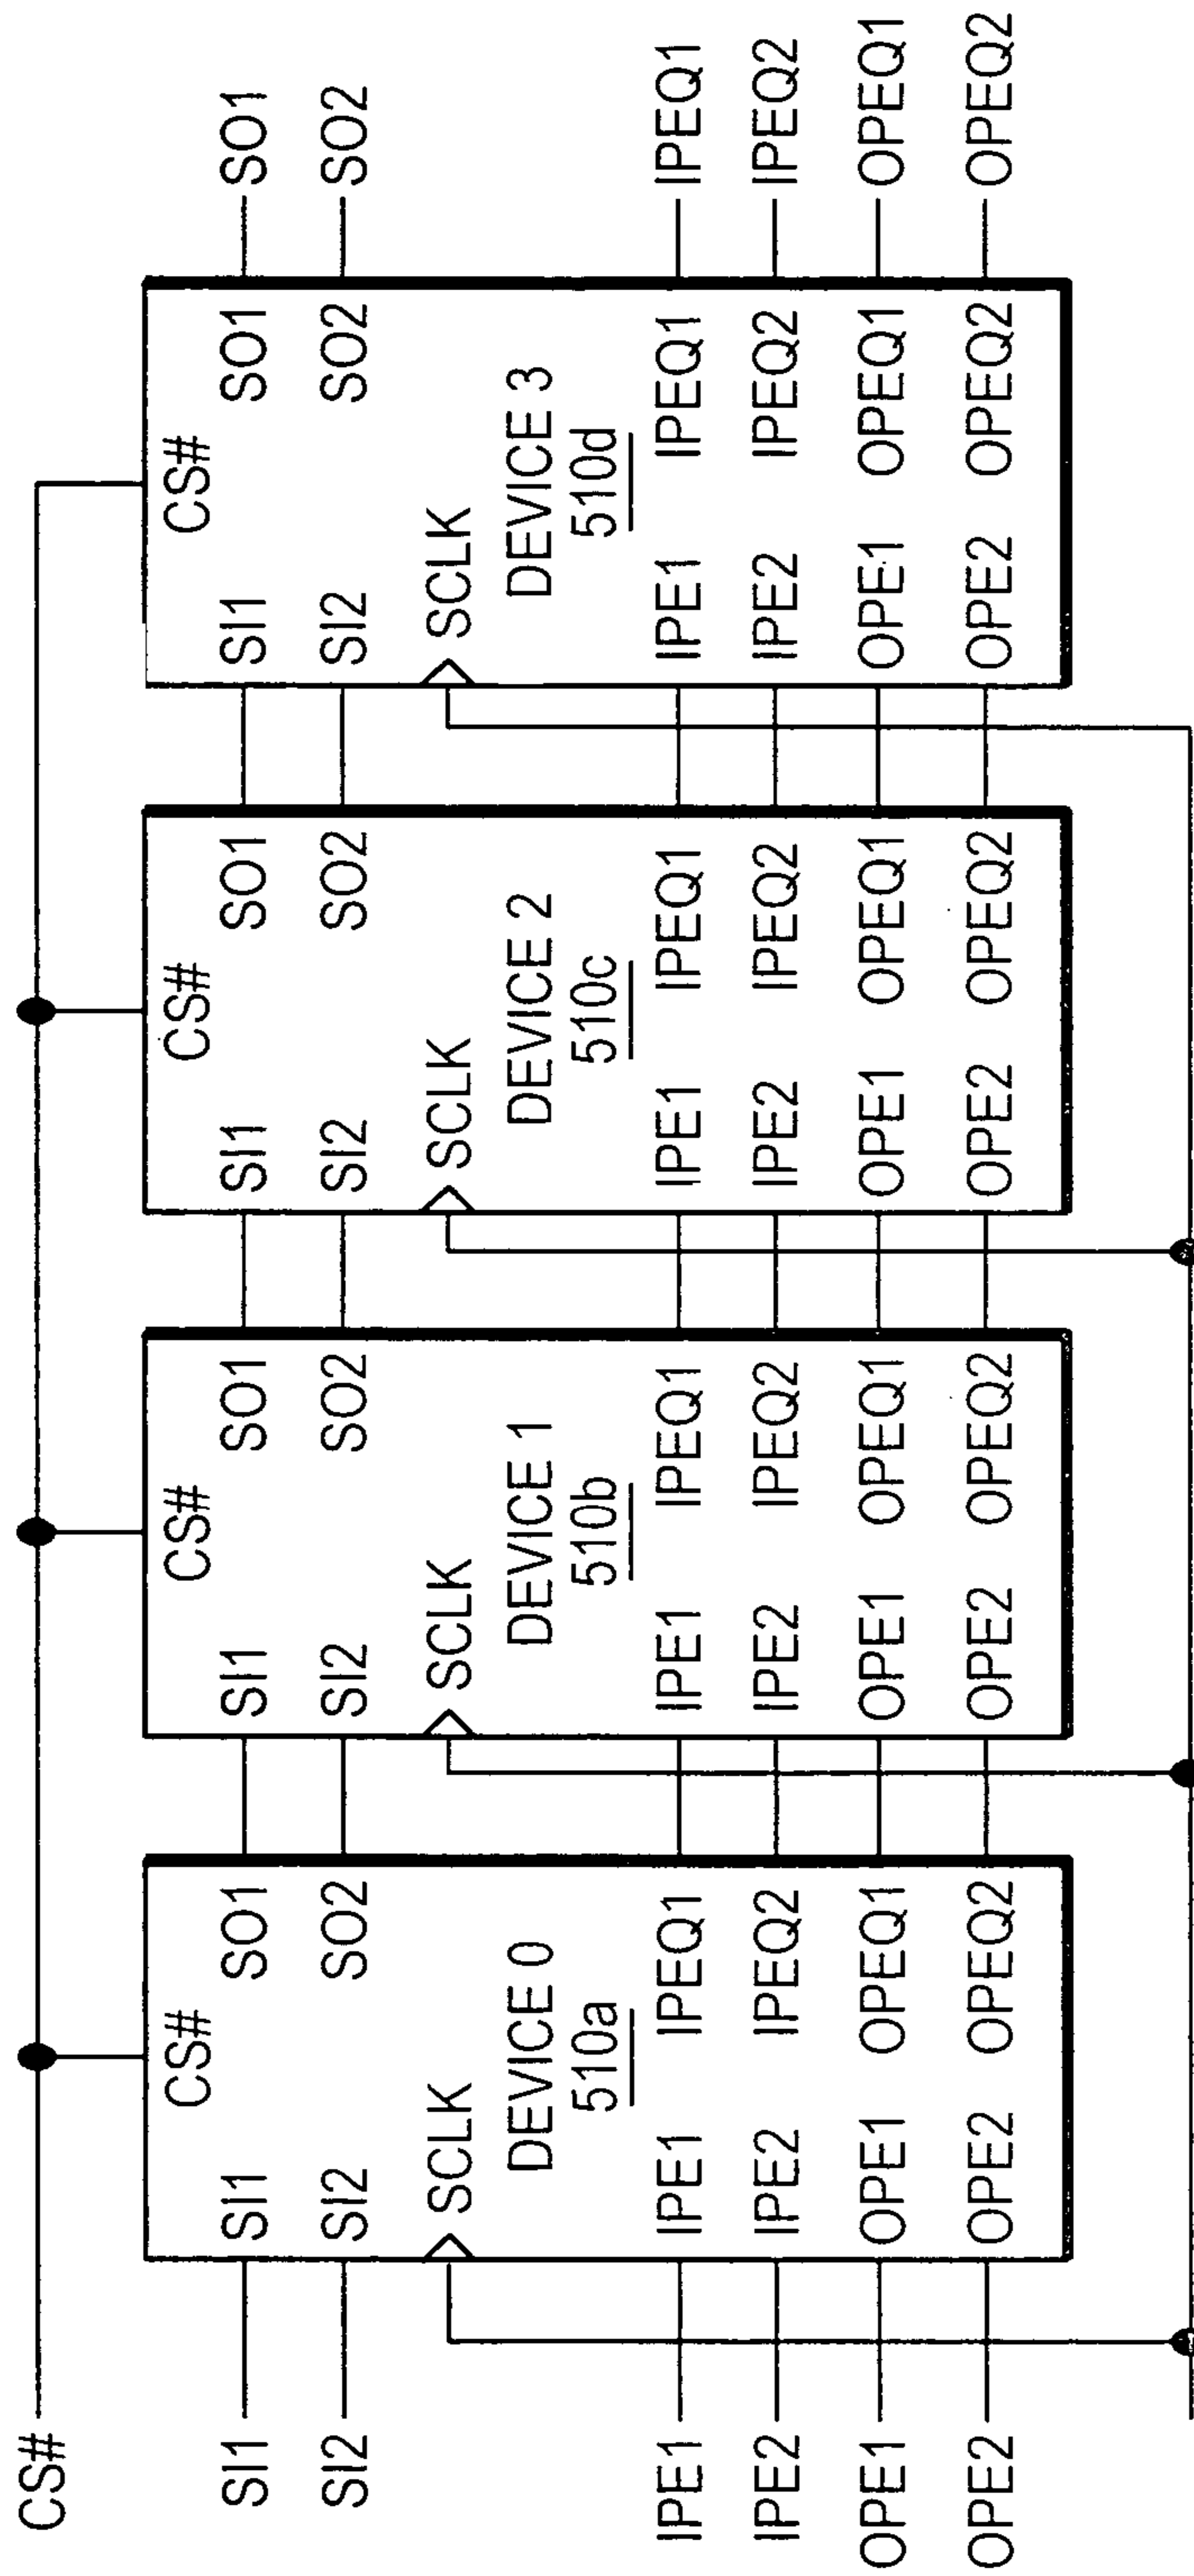 CS#
SI1
SI2
IPE1
IPE2
OPE1
OPE2
CS#
SI1 SO1
SI2 SO2
SCLK
DEVICE 0
510a
IPE1 IPEQ1
IPE2 IPEQ2
OPE1 OPEQ1
OPE2 OPEQ2
CS#
SI1 SO1
SI2 SO2
SCLK
DEVICE 1
510b
IPE1 IPEQ1
IPE2 IPEQ2
OPE1 OPEQ1
OPE2 OPEQ2
CS#
SI1 SO1
SI2 SO2
SCLK
DEVICE 2
510c
IPE1 IPEQ1
IPE2 IPEQ2
OPE1 OPEQ1
OPE2 OPEQ2
CS#
SI1 SO1
SI2 SO2
SCLK
DEVICE 3
510d
IPE1 IPEQ1
IPE2 IPEQ2
OPE1 OPEQ1
OPE2 OPEQ2
SO1
SO2
IPEQ1
IPEQ2
OPEQ1
OPEQ2